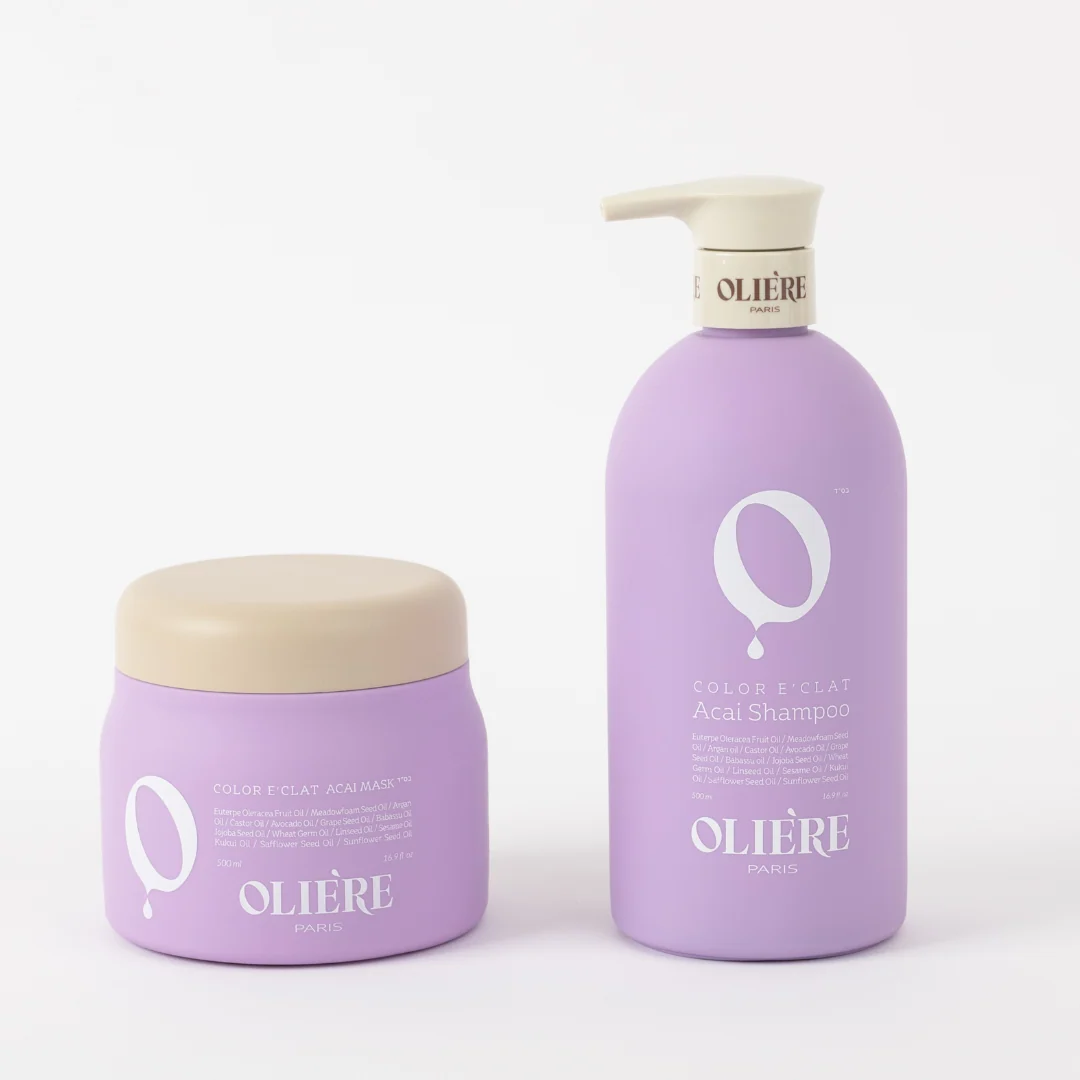 COLOR E'CLAT ACAI MASK כס"ד
Euterpe Oleracea Fruit Oil / Meadowfoam Seed Oil / Argan
Oil / Castor Oil / Avocado Oil / Grape Seed Oil / Babassu Oil
Jojoba Seed Oil / Wheat Germ Oil / Linseed Oil / Sesame Oil
Kukui Oil / Safflower Seed Oil / Sunflower Seed Oil
500 ml 16.9 fl oz
OLIÈRE
PARIS
E OLIÈRE
PARIS
כס"ד
COLOR E'CLAT
Acai Shampoo
Euterpe Oleracea Fruit Oil / Meadowfoam Seed
Oil / Argan oil / Castor Oil / Avocado Oil / Grape
Seed Oil / Babassu oil / Jojoba Seed Oil / Wheat
Germ Oil / Linseed Oil / Sesame Oil / Kukui
Oil / Safflower Seed Oil / Sunflower Seed Oil
500 m 16.9 fl oz
OLIÈRE
PARIS